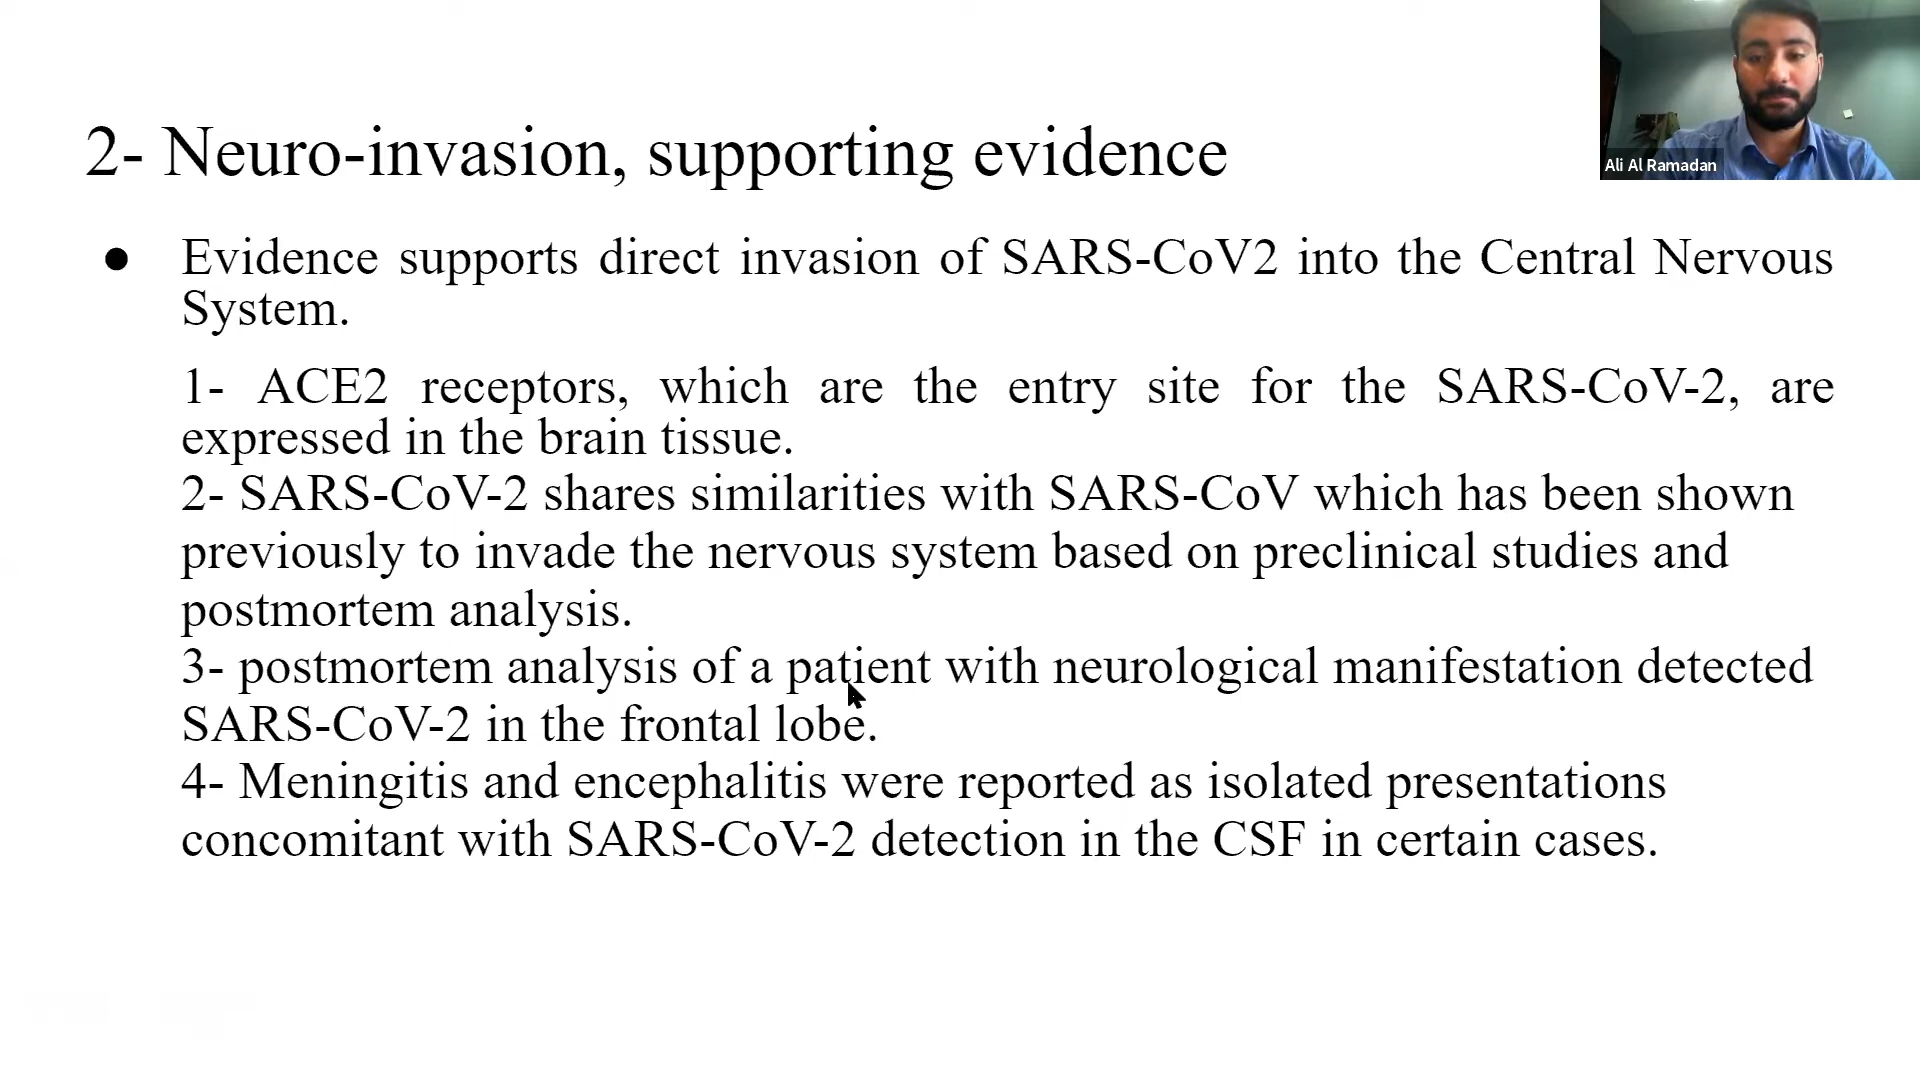 Ali Al Ramadan
2- Neuro-invasion, supporting evidence
● Evidence supports direct invasion of SARS-CoV2 into the Central Nervous
System.
1- ACE2 receptors, which are the entry site for the SARS-CoV-2, are
expressed in the brain tissue.
2- SARS-CoV-2 shares similarities with SARS-CoV which has been shown
previously to invade the nervous system based on preclinical studies and
postmortem analysis.
3- postmortem analysis of a patient with neurological manifestation detected
SARS-CoV-2 in the frontal lobe.
4- Meningitis and encephalitis were reported as isolated presentations
concomitant with SARS-CoV-2 detection in the CSF in certain cases.